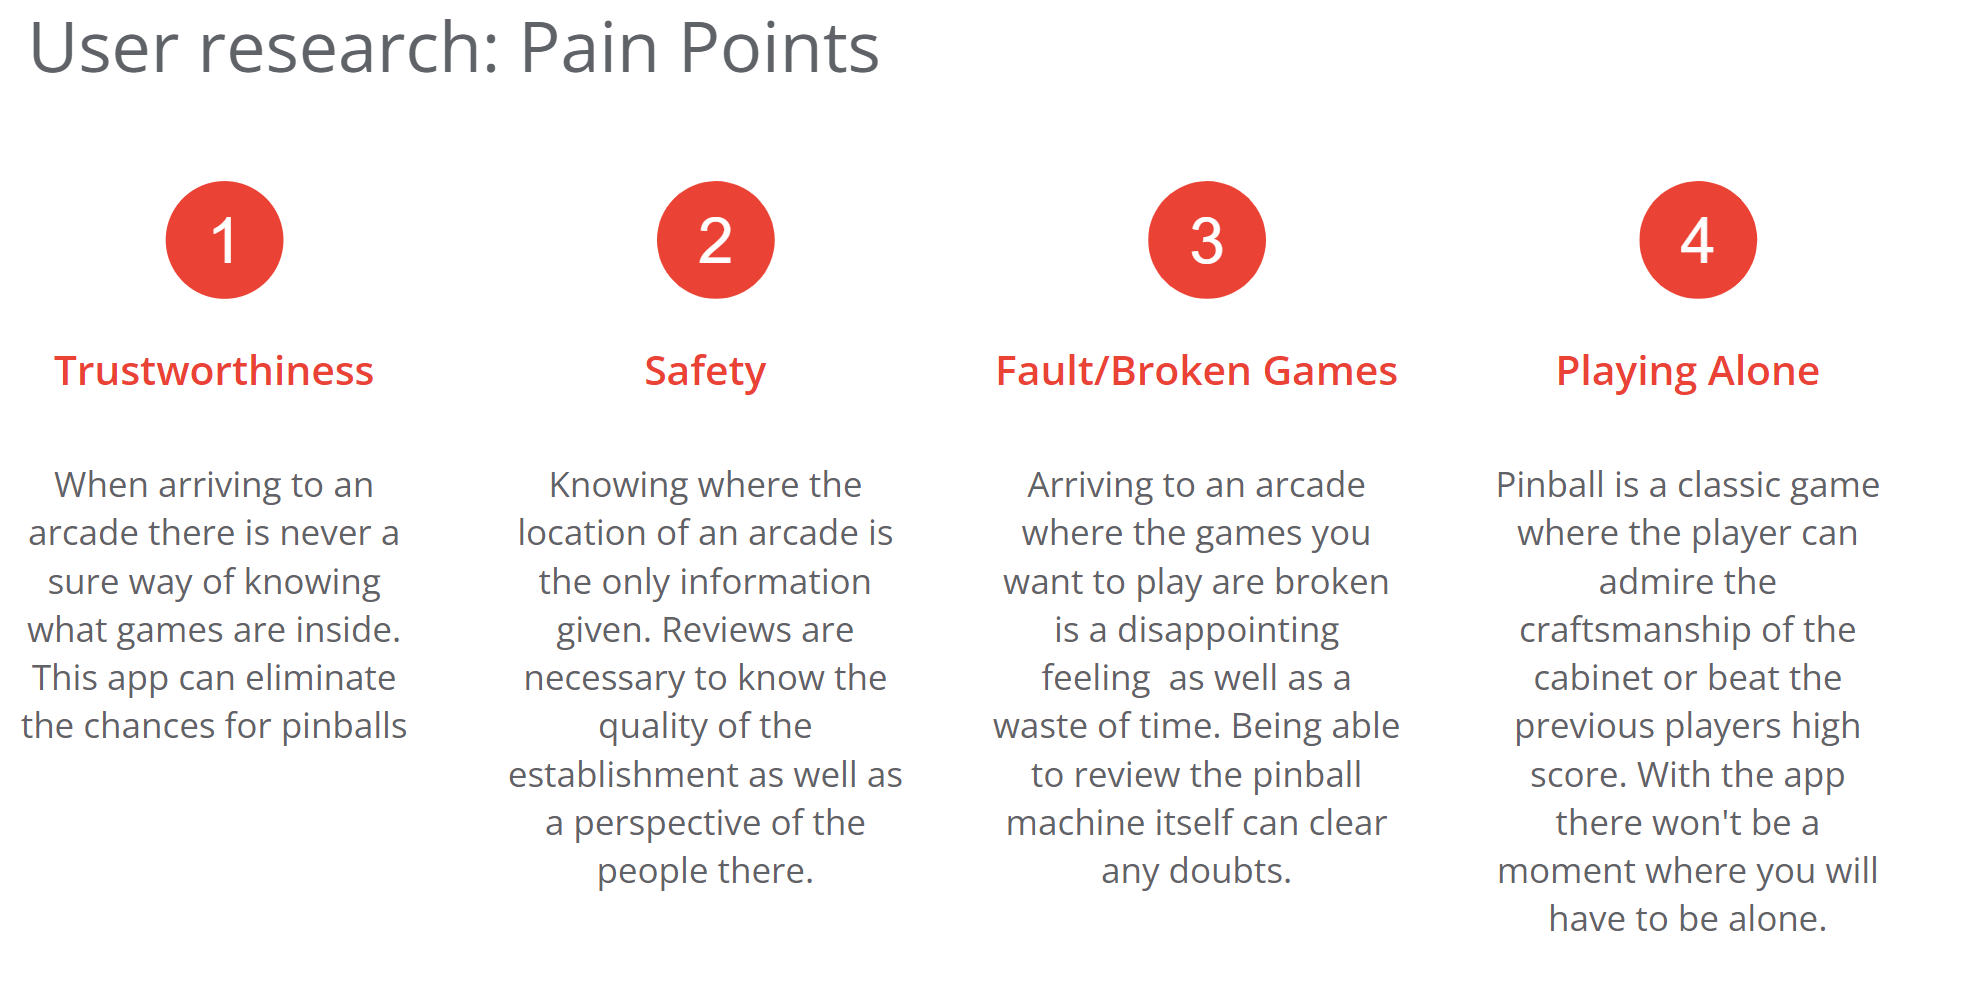 User research: Pain Points
1
Trustworthiness
When arriving to an
arcade there is never a
sure way of knowing
what games are inside.
This app can eliminate
the chances for pinballs
2
Safety
Knowing where the
location of an arcade is
the only information
given. Reviews are
necessary to know the
quality of the
establishment as well as
a perspective of the
people there.
3
Fault/Broken Games
Arriving to an arcade
where the games you
want to play are broken
is a disappointing
feeling  as well as a
waste of time. Being able
to review the pinball
machine itself can clear
any doubts.
4
Playing Alone
Pinball is a classic game
where the player can
admire the
craftsmanship of the
cabinet or beat the
previous players high
score. With the app
there won't be a
moment where you will
have to be alone.